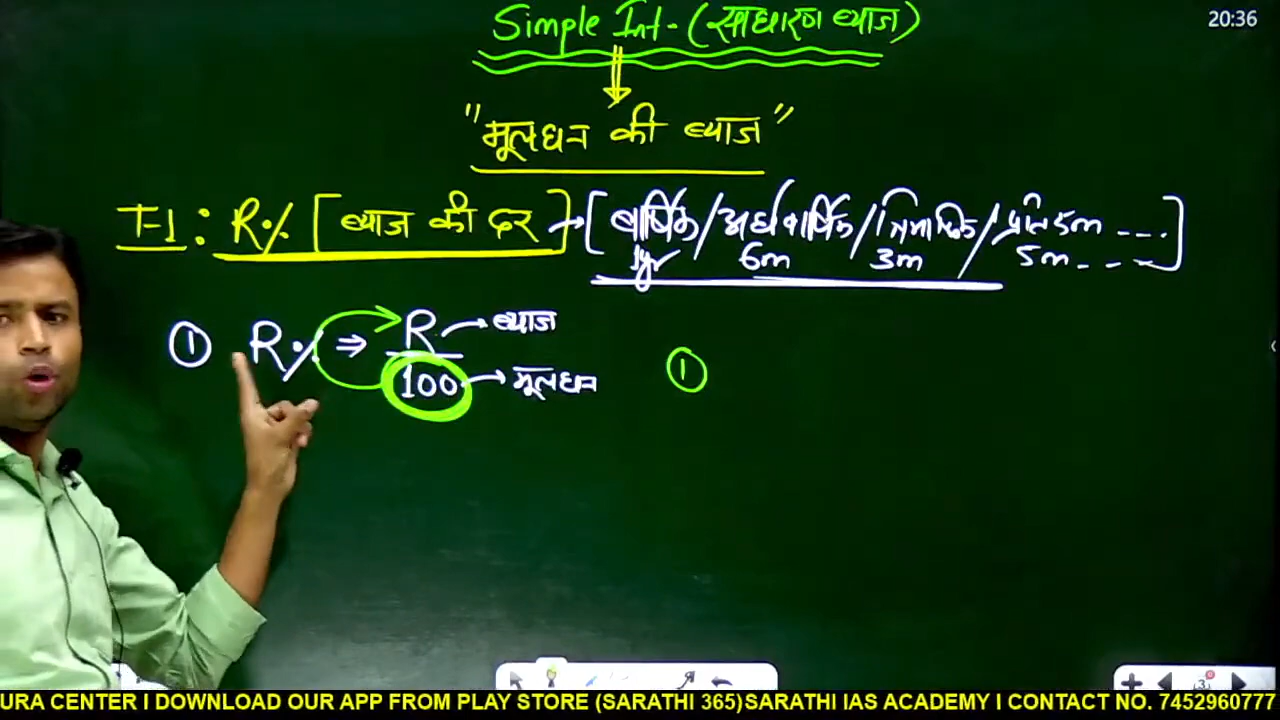 Simple Int - (साधारण ब्याज)
20:36
"मूलधन की ब्याज"
T-1: R% [ब्याज की दर] → [वार्षिक / अर्धवार्षिक / त्रिमासिक / प्रति 5m ---]
1yr 6m 3m 5m - - -
① R% ⇒ R → ब्याज
100 → मूलधन
①
3
URA CENTER I DOWNLOAD OUR APP FROM PLAY STORE (SARATHI 365)SARATHI IAS ACADEMY I CONTACT NO. 7452960777